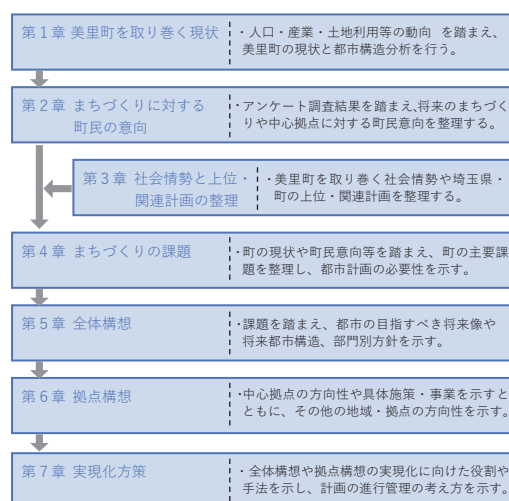 第1章 美里町を取り巻く現状
・人口・産業・土地利用等の動向 を踏まえ、
美里町の現状と都市構造分析を行う。
第2章 まちづくりに対する
町民の意向
・アンケート調査結果を踏まえ、将来のまちづく
りや中心拠点に対する町民意向を整理する。
第3章 社会情勢と上位・
関連計画の整理
・美里町を取り巻く社会情勢や埼玉県・
町の上位・関連計画を整理する。
第4章 まちづくりの課題
・町の現状や町民意向等を踏まえ、町の主要課
題を整理し、都市計画の必要性を示す。
第5章 全体構想
・課題を踏まえ、都市の目指すべき将来像や
将来都市構造、部門別方針を示す。
第6章 拠点構想
・中心拠点の方向性や具体施策・事業を示すと
ともに、その他の地域・拠点の方向性を示す。
第7章 実現化方策
・全体構想や拠点構想の実現化に向けた役割や
手法を示し、計画の進行管理の考え方を示す。